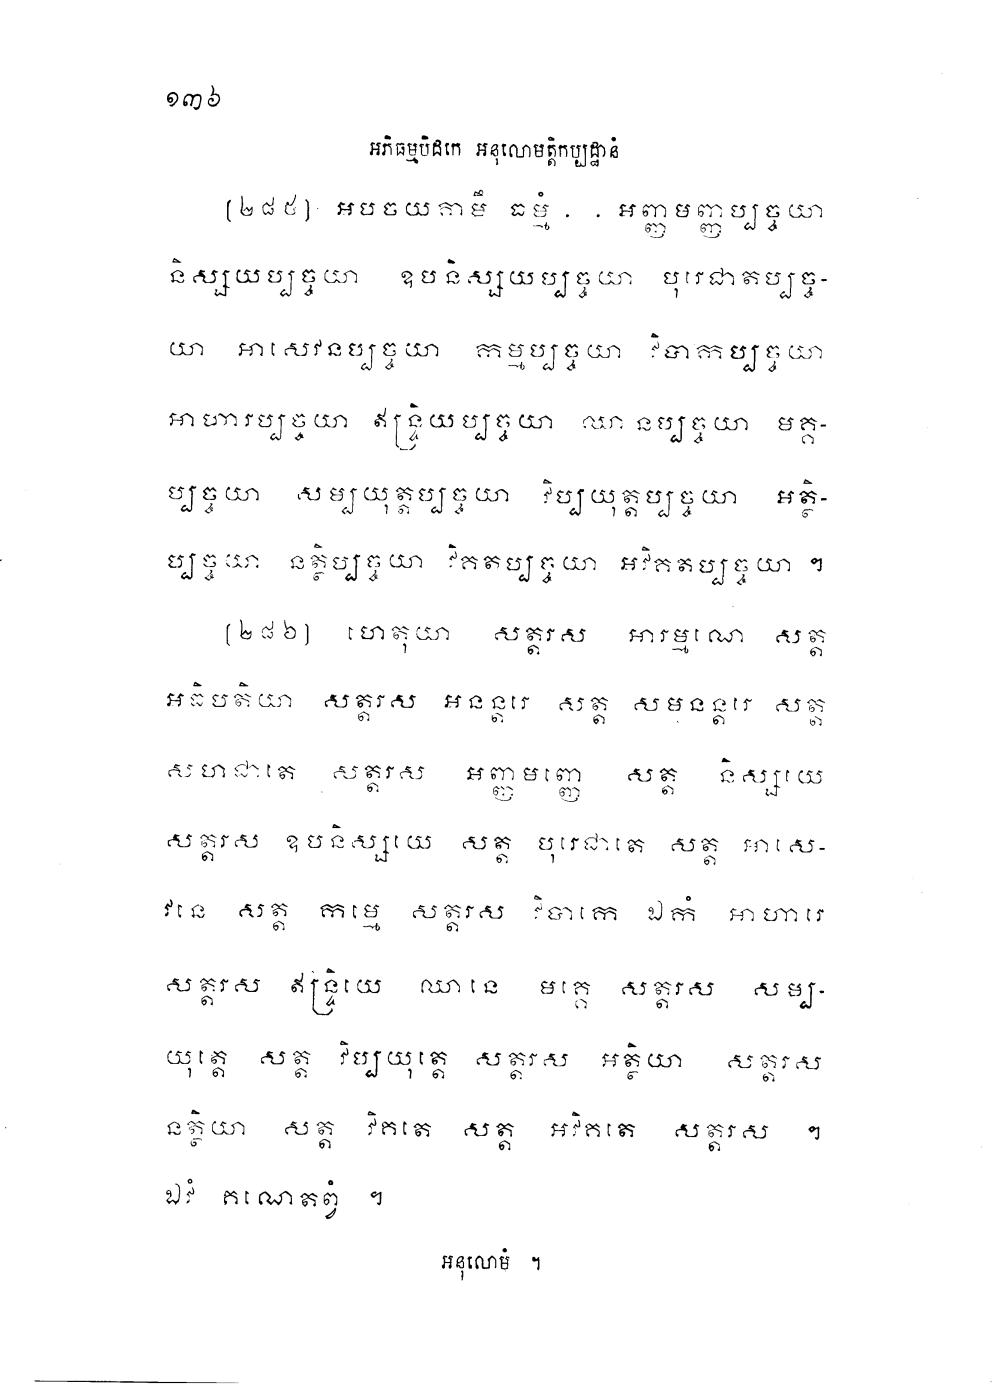 ១៣៦
អភិធម្មបិដកេ អនុលោមត្តិកប្បដ្ឋានំ
[២៨៥] អបចយគាមឹ ធម្មំ . . អញ្ញមញ្ញប្បច្ចយា
និស្សយប្បច្ចយា ឧបនិស្សយប្បច្ចយា បុរេជាតប្បច្ច-
យា អាសេវនប្បច្ចយា កម្មប្បច្ចយា វិបាកប្បច្ចយា
អាហារប្បច្ចយា ឥន្ទ្រិយប្បច្ចយា ឈានប្បច្ចយា មគ្គ-
ប្បច្ចយា សម្បយុត្តប្បច្ចយា វិប្បយុត្តប្បច្ចយា អត្ថិ-
ប្បច្ចយា នត្ថិប្បច្ចយា វិគតប្បច្ចយា អវិគតប្បច្ចយា ។
[២៨៦] ហេតុយា សត្តរស អារម្មណេ សត្ត
អធិបតិយា សត្តរស អនន្តរេ សត្ត សមនន្តរេ សត្ត
សហជាតេ សត្តរស អញ្ញមញ្ញេ សត្ត និស្សយេ
សត្តរស ឧបនិស្សយេ សត្ត បុរេជាតេ សត្ត អាសេ-
វនេ សត្ត កម្មេ សត្តរស វិបាកេ ឯកំ អាហារេ
សត្តរស ឥន្ទ្រិយេ ឈានេ មគ្គេ សត្តរស សម្ប-
យុត្តេ សត្ត វិប្បយុត្តេ សត្តរស អត្ថិយា សត្តរស
នត្ថិយា សត្ត វិគតេ សត្ត អវិគតេ សត្តរស ។
ឯវំ គណេតព្វំ ។
អនុលោមំ ។